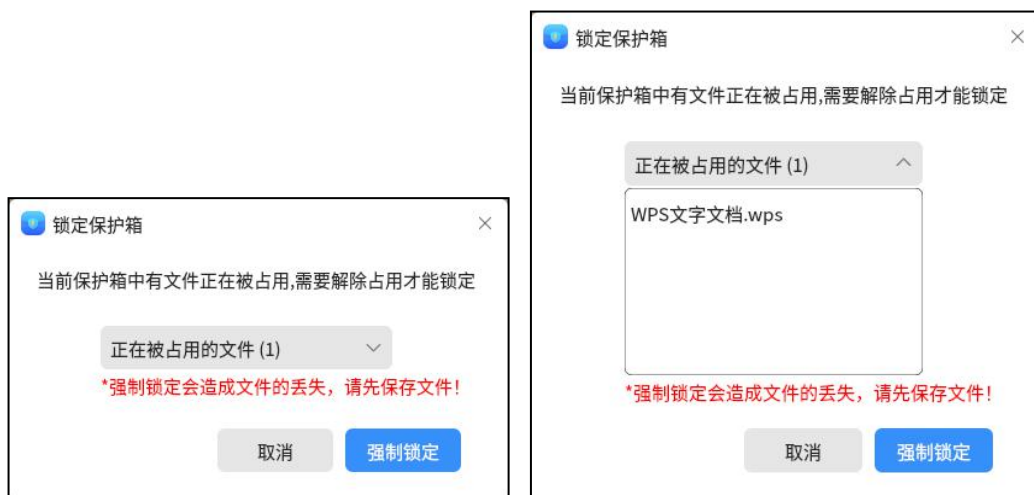 锁定保护箱
当前保护箱中有文件正在被占用,需要解除占用才能锁定
正在被占用的文件 (1)
*强制锁定会造成文件的丢失，请先保存文件！
取消
强制锁定
锁定保护箱
当前保护箱中有文件正在被占用,需要解除占用才能锁定
正在被占用的文件 (1)
WPS文字文档.wps
*强制锁定会造成文件的丢失，请先保存文件！
取消
强制锁定